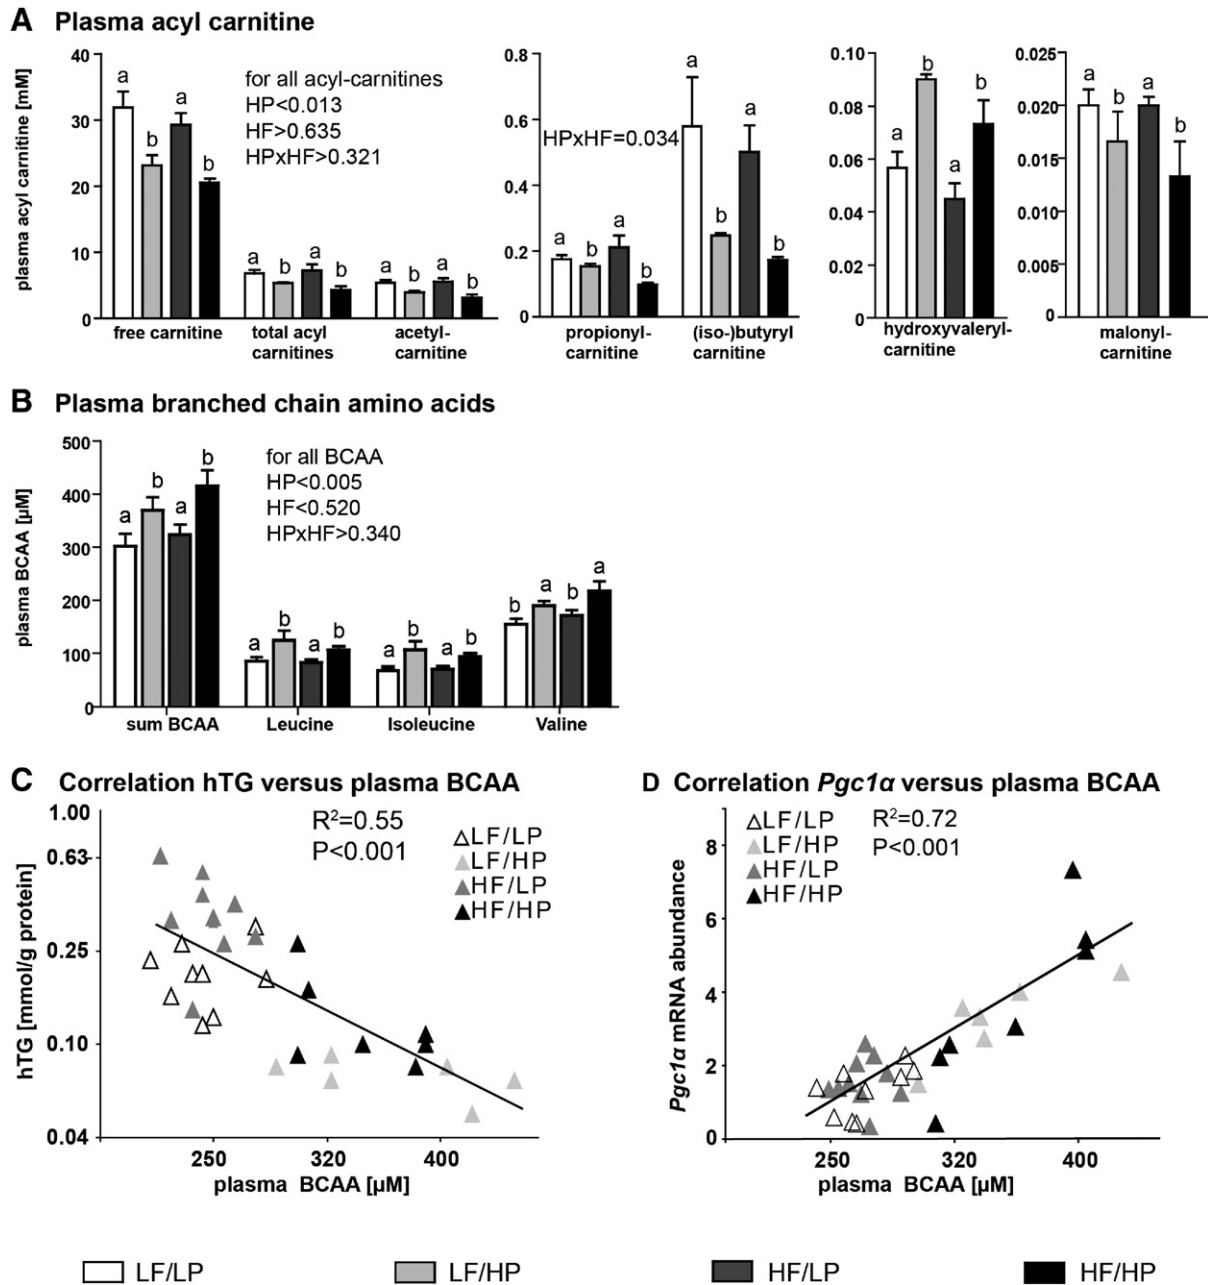 A Plasma acyl carnitine
plasma acyl carnitine [mM]
40
30
20
10
0
a
b
a
b
a
b
a
b
a
b
a
b
for all acyl-carnitines
HP<0.013
HF>0.635
HPxHF>0.321
free carnitine
total acyl
carnitines
acetyl-
carnitine
0.8
0.6
0.4
0.2
0
HPxHF=0.034
a
b
a
b
a
b
a
b
propionyl-
carnitine
(iso-)butyryl
carnitine
0.10
0.08
0.06
0.04
0.02
0
a
b
a
b
hydroxyvaleryl-
carnitine
0.025
0.020
0.015
0.010
0.005
0
a
b
a
b
malonyl-
carnitine
B Plasma branched chain amino acids
plasma BCAA [µM]
500
400
300
200
100
0
a
b
a
b
a
b
a
b
a
b
a
b
b
a
b
a
for all BCAA
HP<0.005
HF<0.520
HPxHF>0.340
sum BCAA
Leucine
Isoleucine
Valine
C Correlation hTG versus plasma BCAA
hTG [mmol/g protein]
1.00
0.63
0.25
0.10
0.04
R²=0.55
P<0.001
LF/LP
LF/HP
HF/LP
HF/HP
250 320 400
plasma BCAA [µM]
D Correlation Pgc1α versus plasma BCAA
Pgc1α mRNA abundance
8
6
4
2
0
LF/LP
LF/HP
HF/LP
HF/HP
R²=0.72
P<0.001
250 320 400
plasma BCAA [µM]
LF/LP LF/HP HF/LP HF/HP